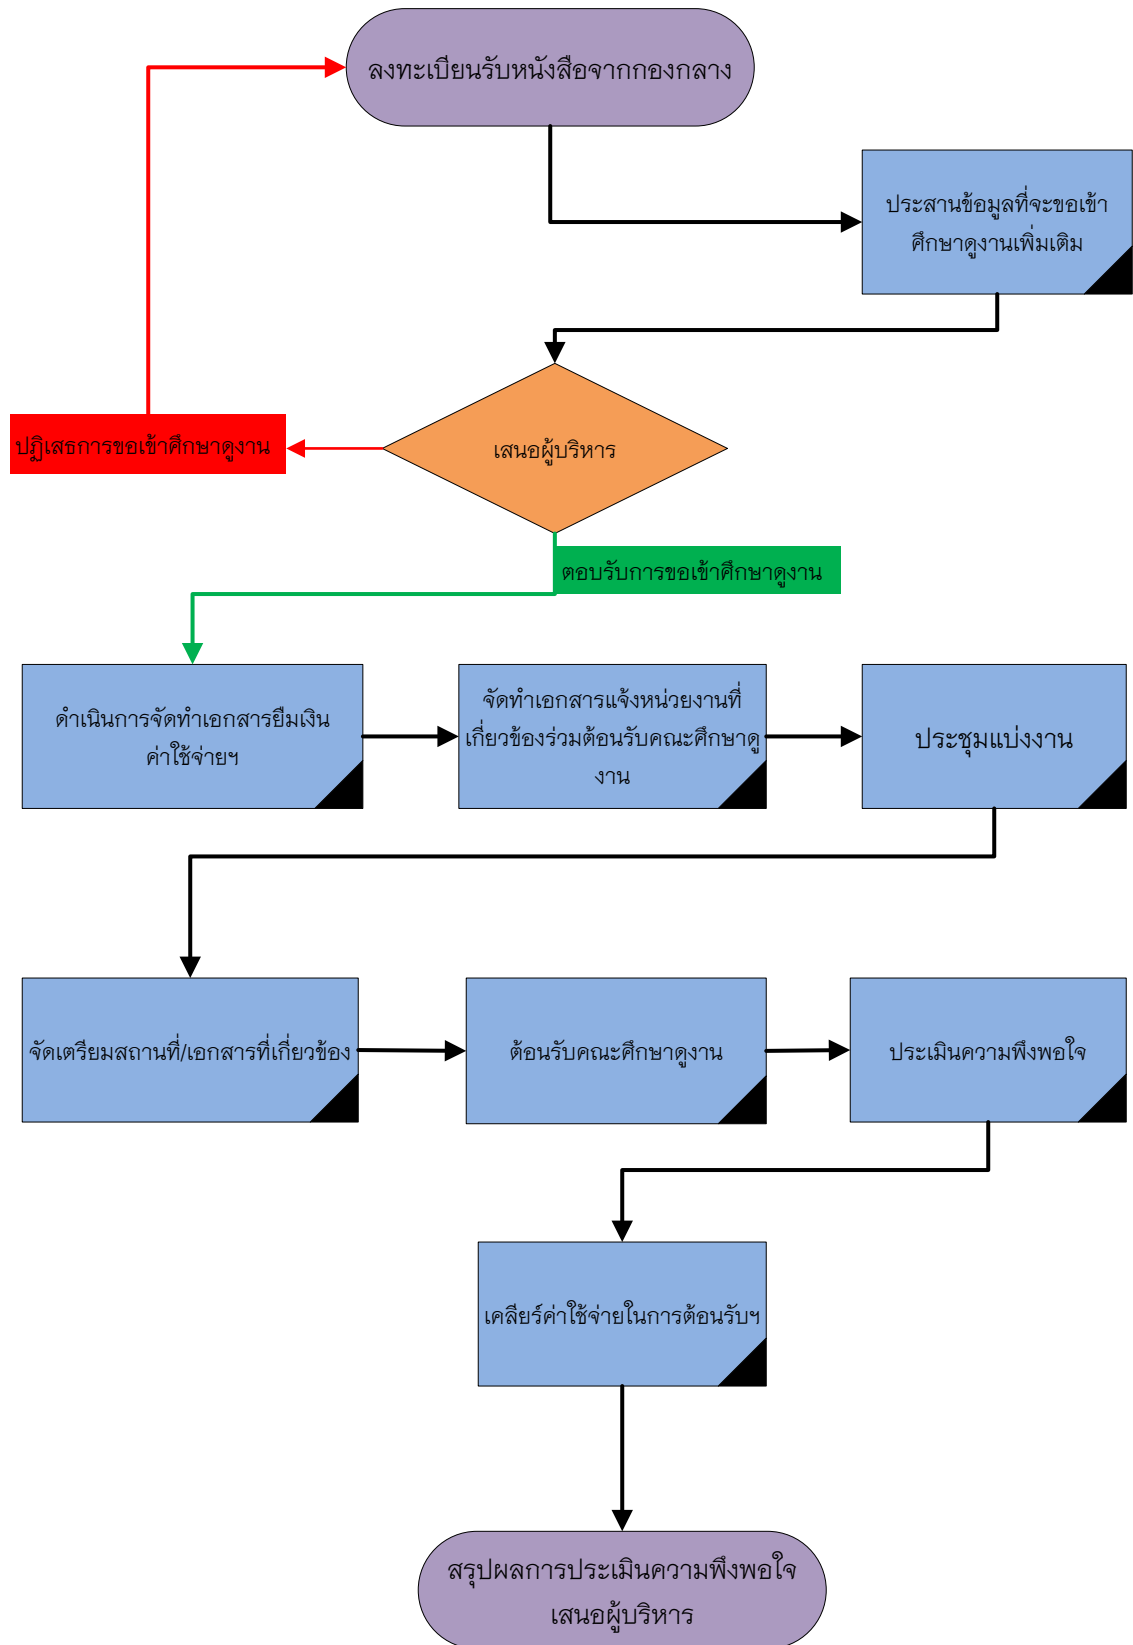 ลงทะเบียนรับหนังสือจากกองกลาง
ประสานข้อมูลที่จะขอเข้า
ศึกษาดูงานเพิ่มเติม
เสนอผู้บริหาร
ปฏิเสธการขอเข้าศึกษาดูงาน
ตอบรับการขอเข้าศึกษาดูงาน
ดำเนินการจัดทำเอกสารยืมเงิน
ค่าใช้จ่ายฯ
จัดทำเอกสารแจ้งหน่วยงานที่
เกี่ยวข้องร่วมต้อนรับคณะศึกษาดู
งาน
ประชุมแบ่งงาน
จัดเตรียมสถานที่/เอกสารที่เกี่ยวข้อง
ต้อนรับคณะศึกษาดูงาน
ประเมินความพึงพอใจ
เคลียร์ค่าใช้จ่ายในการต้อนรับฯ
สรุปผลการประเมินความพึงพอใจ
เสนอผู้บริหาร